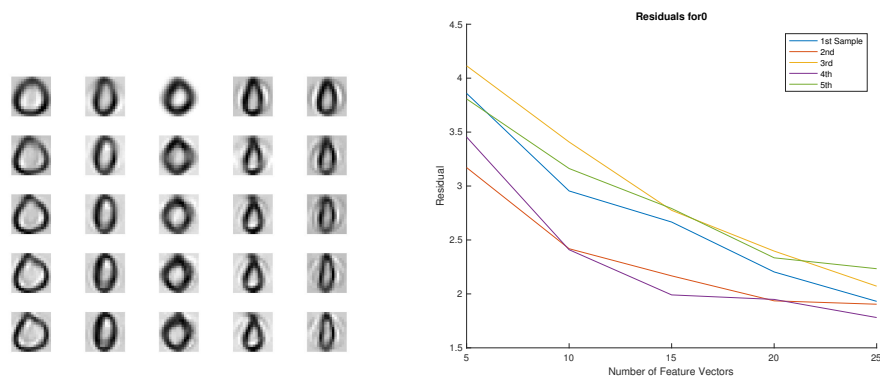 Residuals for0
4.5
4
3.5
3
2.5
2
1.5
Residual
5
10
15
20
25
Number of Feature Vectors
1st Sample
2nd
3rd
4th
5th